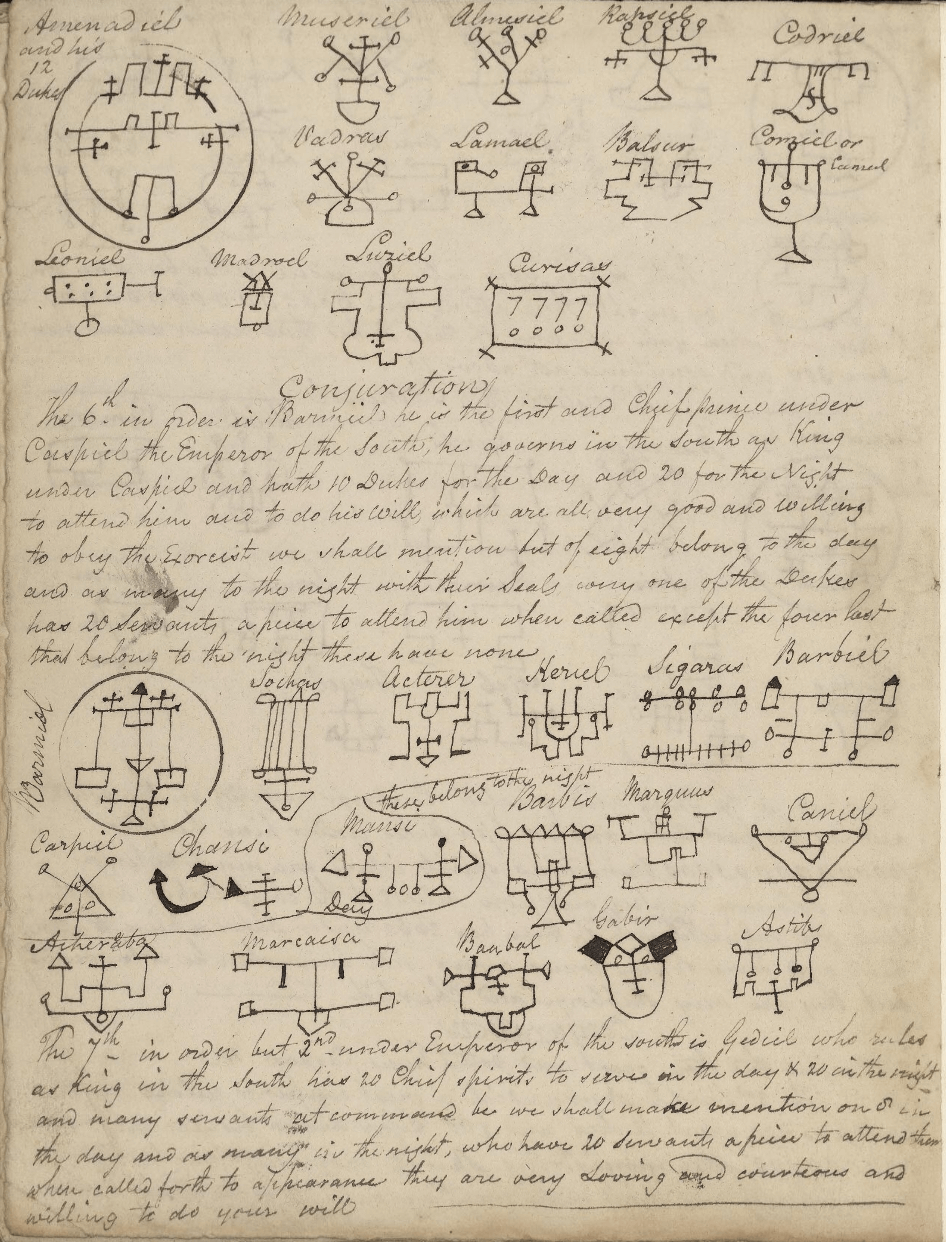 Amenadiel
and his
12
Dukes
Museriel
Almesiel
Rapsiel
Codriel
Vadras
Lamael
Balsur
Curiel or
Camael
Leoniel
Madroel
Luziel
Curisas
Conjuration
The 6th in order is Barmiel he is the first and Chief prince under
Caspiel the Emperor of the South, he governs in the South as King
under Caspiel and hath 10 Dukes for the Day and 20 for the Night
to attend him and to do his will, which are all very good and willing
to obey the Exorcist we shall mention but of eight belong to the day
and as many to the night with their Seals every one of the Dukes
has 20 Servants a piece to attend him when called except the four last
that belong to the night these have none
Barmiel
Sochas
Acterer
Keriel
Sigaras
Barbiel
these belong to the night
Barbis
Marquus
Caniel
Carpiel
Chansi
Mansi
Day
Acheraba
Marcaisa
Baabal
Gabir
Astib
The 7th in order but 2nd under Emperor of the south is Gediel who rules
as King in the South has 20 Chief spirits to serve in the day & 20 in the night
and many servants at command be we shall make mention on 8 in
the day and as many in the night, who have 20 Servants a piece to attend them
when called forth to appearance they are very Loving and courteous and
willing to do your will